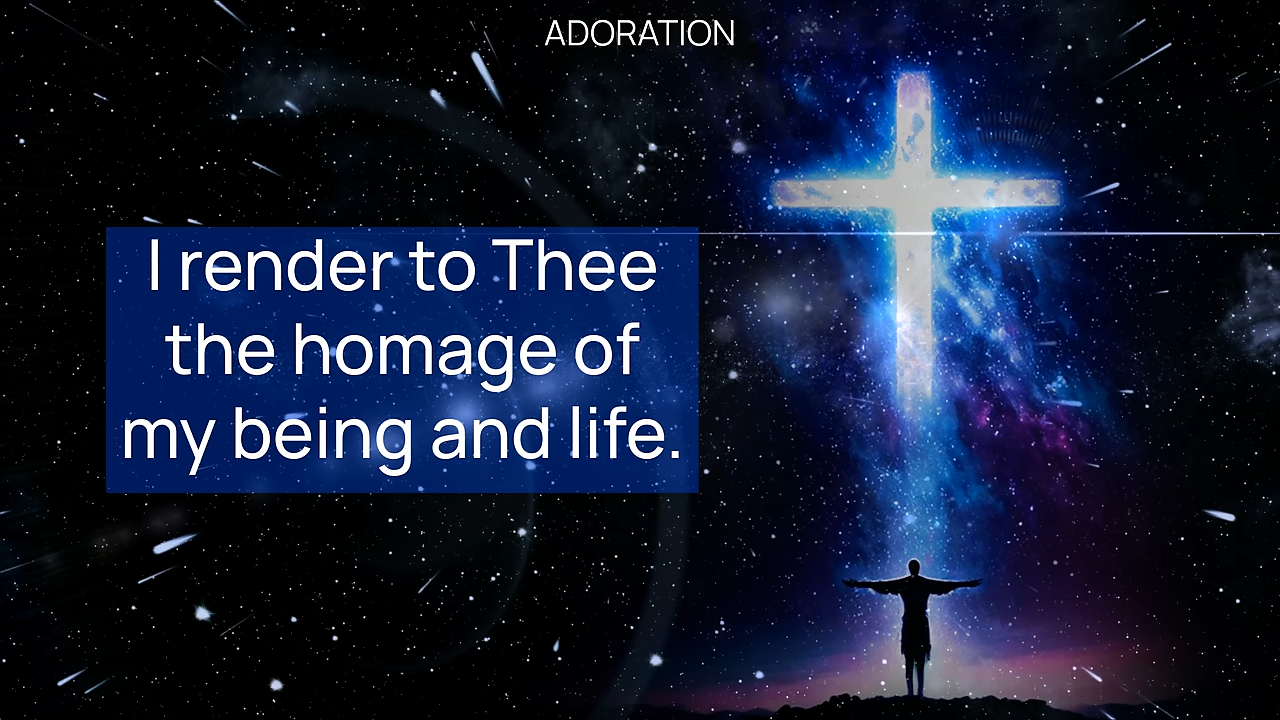 ADORATION
I render to Thee
the homage of
my being and life.